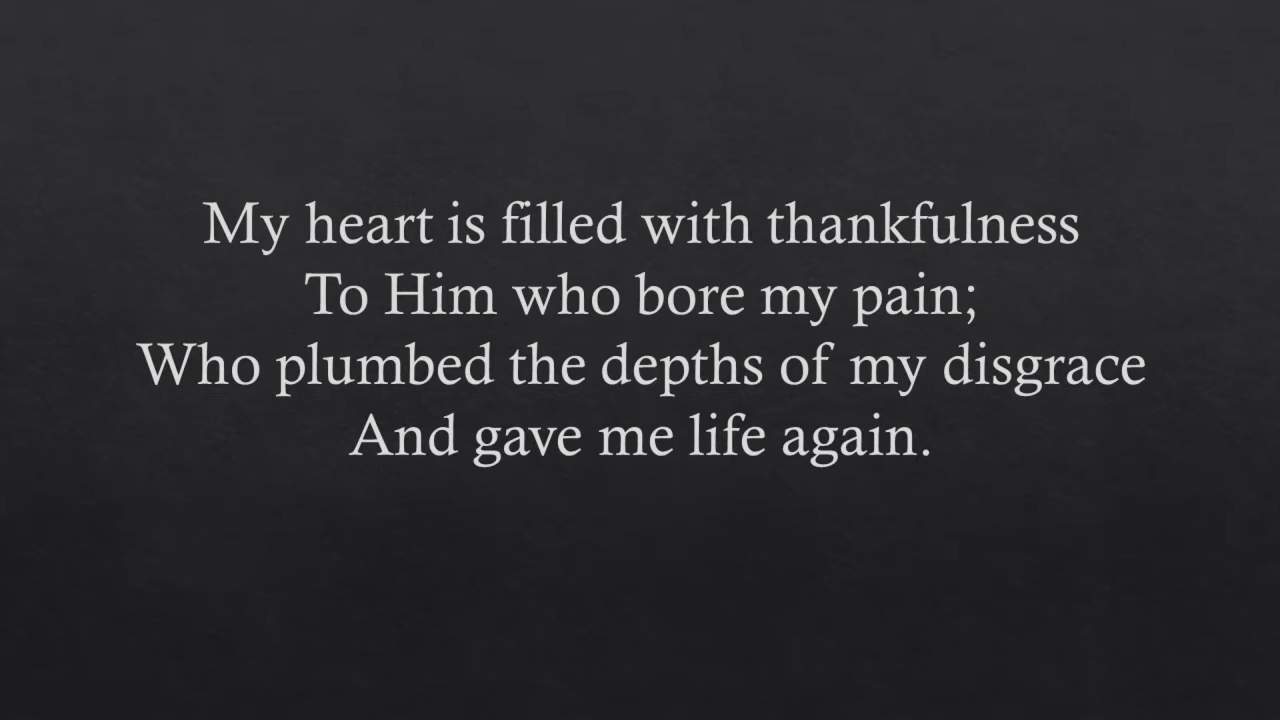 My heart is filled with thankfulness
To Him who bore my pain;
Who plumbed the depths of my disgrace
And gave me life again.